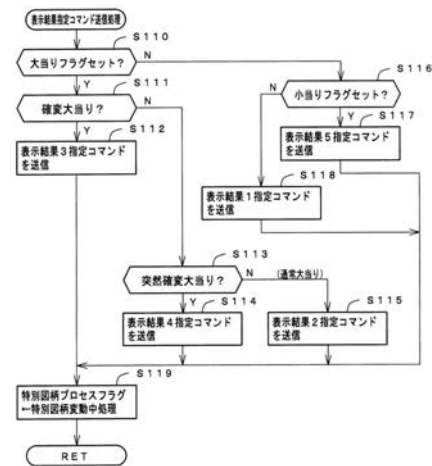 表示結果指定コマンド送信処理
S110
大当りフラグセット?
N
Y
S111
確変大当り?
N
Y
S112
表示結果3指定コマンド
を送信
S116
小当りフラグセット?
N
Y
S117
表示結果5指定コマンド
を送信
S118
表示結果1指定コマンド
を送信
S113
突然確変大当り?
N
(通常大当り)
Y
S114
表示結果4指定コマンド
を送信
S115
表示結果2指定コマンド
を送信
S119
特別図柄プロセスフラグ
←特別図柄変動中処理
RET